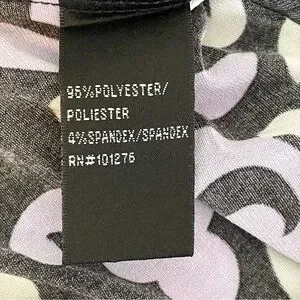 96%POLYESTER/
POLIESTER
4%SPANDEX/SPANDEX
RN#101276